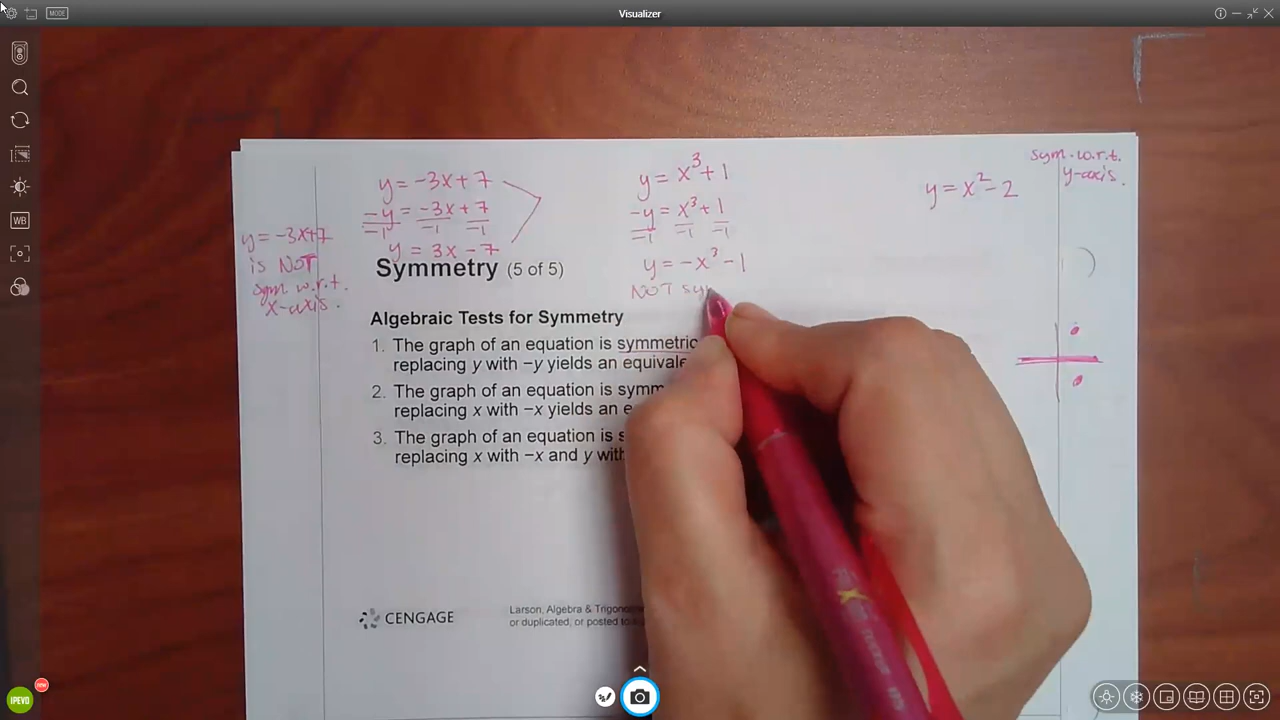 MODE
Visualizer
y = -3x + 7
-y = -3x + 7
-1 -1 -1
y = 3x - 7
y = -3x+7
is NOT
sym w.r.t.
x-axis.
y = x³ + 1
-y = x³ + 1
-1 -1 -1
y = -x³ - 1
NOT sy
y = x² - 2
sym. w.r.t.
y-axis.
Symmetry (5 of 5)
Algebraic Tests for Symmetry
1. The graph of an equation is symmetric
replacing y with −y yields an equivale
2. The graph of an equation is symm
replacing x with −x yields an e
3. The graph of an equation is s
replacing x with −x and y with
CENGAGE
Larson, Algebra & Trigono
or duplicated, or posted to a
WB
IPEVO
new